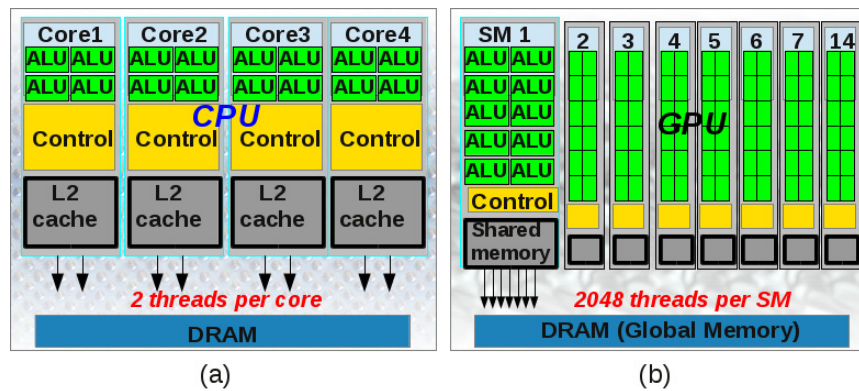 Core1 Core2 Core3 Core4
ALU ALU ALU ALU ALU ALU ALU ALU
ALU ALU ALU ALU ALU ALU ALU ALU
CPU
Control Control Control Control
L2 L2 L2 L2
cache cache cache cache
2 threads per core
DRAM
(a)
SM 1 2 3 4 5 6 7 14
ALU ALU
ALU ALU
ALU ALU
GPU
ALU ALU
ALU ALU
Control
Shared
memory
2048 threads per SM
DRAM (Global Memory)
(b)